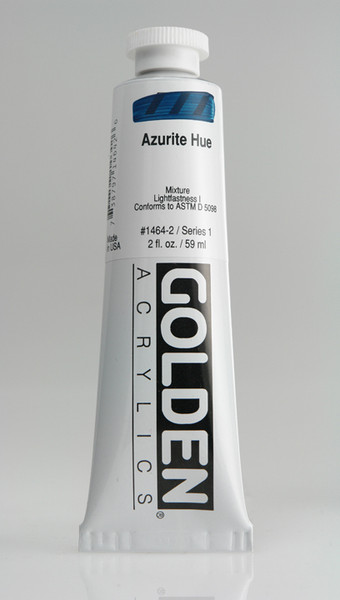 Azurite Hue
Mixture
Lightfastness I
Conforms to ASTM D 5098
#1464-2 / Series 1
2 fl. oz. / 59 ml
Made
in USA
GOLDEN
ACRYLICS
®